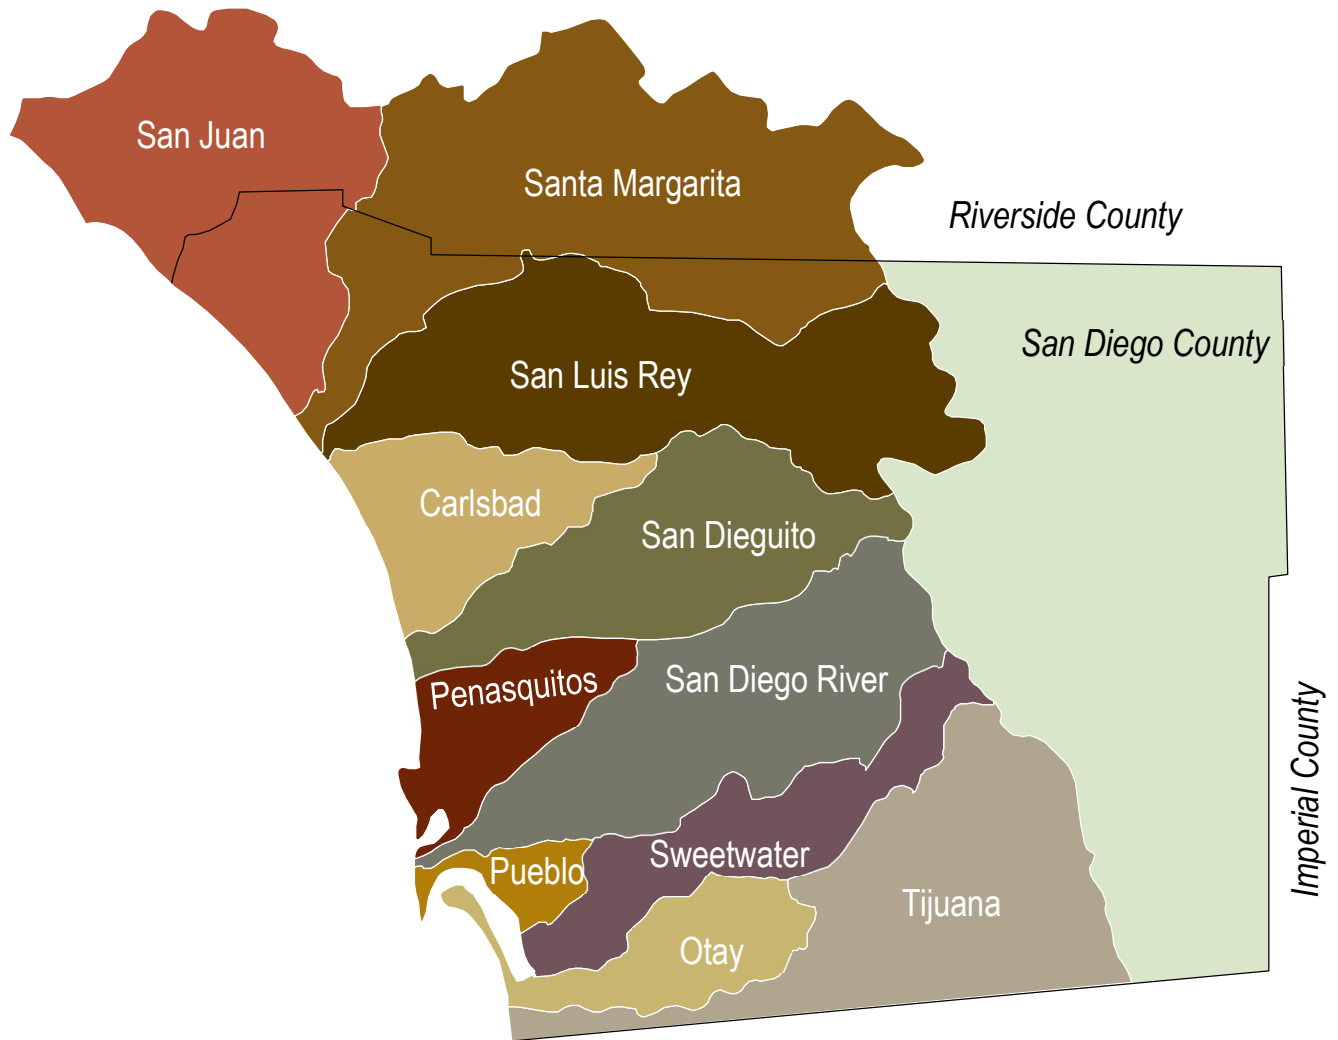 San Juan
Santa Margarita
Riverside County
San Diego County
San Luis Rey
Carlsbad
San Dieguito
Penasquitos
San Diego River
Imperial County
Sweetwater
Pueblo
Tijuana
Otay